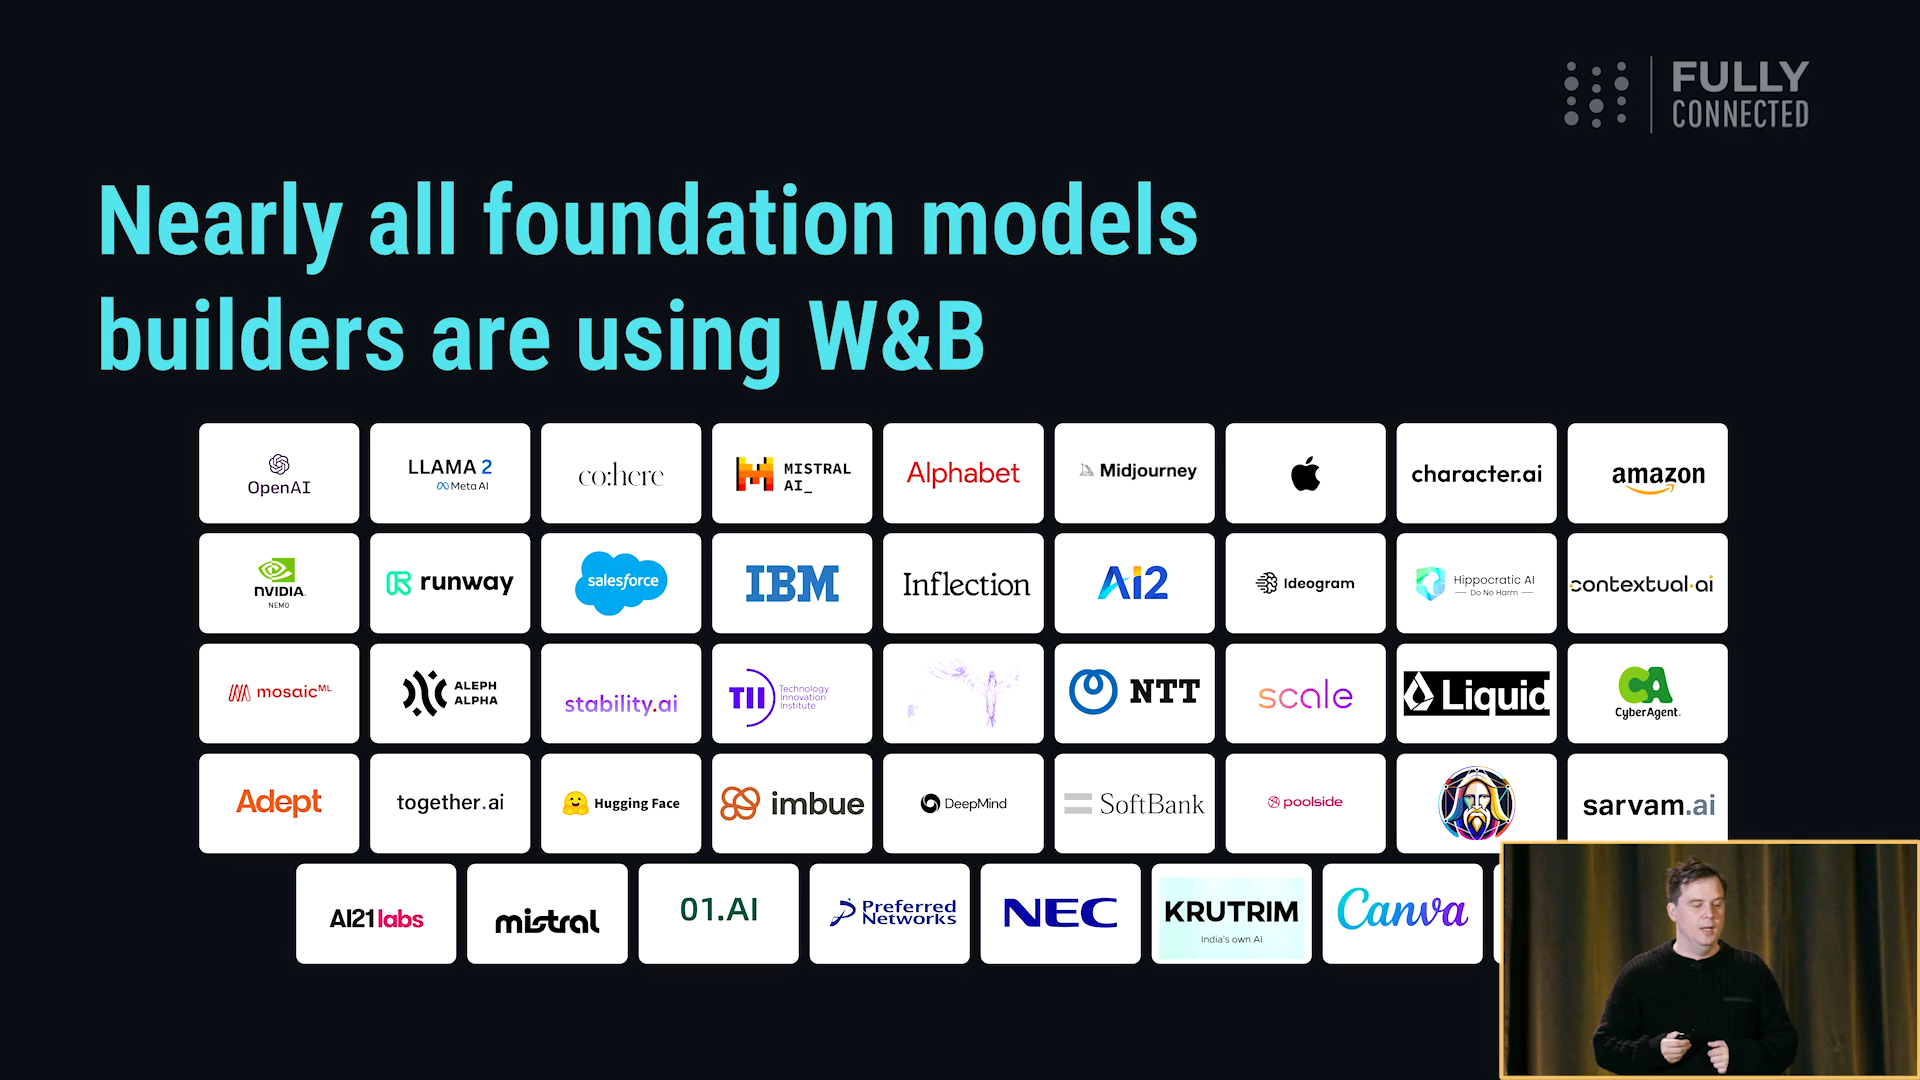 FULLY
CONNECTED
Nearly all foundation models
builders are using W&B
OpenAI
LLAMA 2
Meta AI
co:here
MISTRAL
AI_
Alphabet
Midjourney
character.ai
amazon
NVIDIA.
NEMO
runway
salesforce
IBM
Inflection
Ai2
Ideogram
Hippocratic AI
Do No Harm
contextual.ai
mosaicML
ALEPH
ALPHA
stability.ai
TII
Technology
Innovation
Institute
NTT
scale
Liquid
CA
CyberAgent.
Adept
together.ai
Hugging Face
imbue
DeepMind
SoftBank
poolside
sarvam.ai
AI21labs
mistral
01.AI
Preferred
Networks
NEC
KRUTRIM
India's own AI
Canva